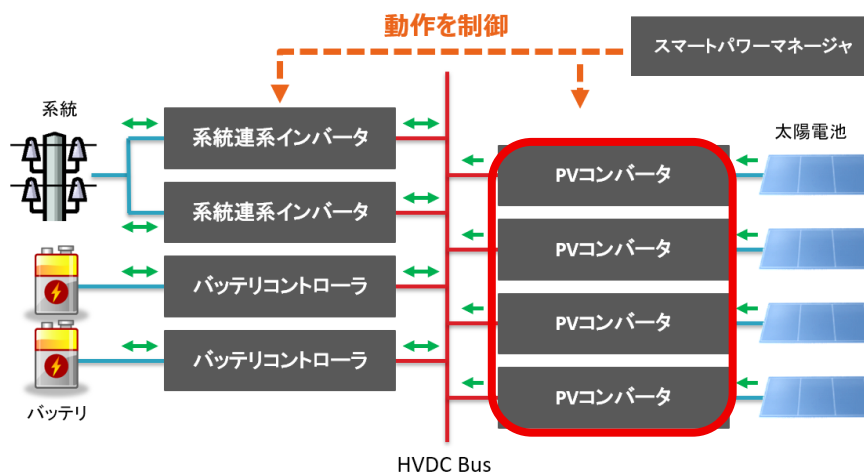 動作を制御
スマートパワーマネージャ
系統
太陽電池
系統連系インバータ
系統連系インバータ
バッテリコントローラ
バッテリコントローラ
PVコンバータ
PVコンバータ
PVコンバータ
PVコンバータ
バッテリ
HVDC Bus